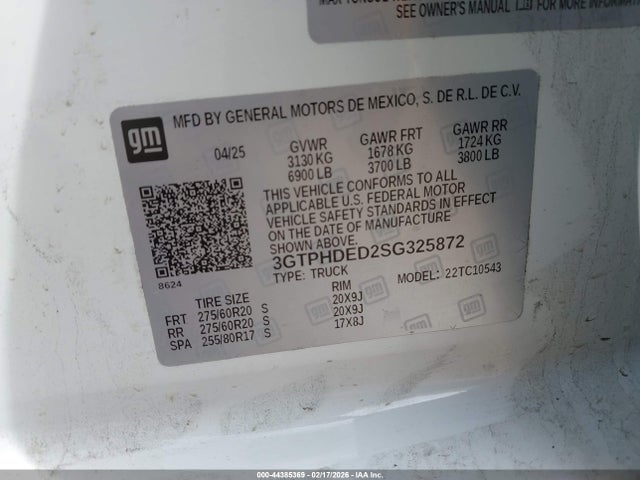 SEE OWNER'S MANUAL FOR MORE INFORMATION
MFD BY GENERAL MOTORS DE MEXICO, S. DE R.L. DE C.V.
gm
04/25 GVWR GAWR FRT GAWR RR
3130 KG 1678 KG 1724 KG
6900 LB 3700 LB 3800 LB
THIS VEHICLE CONFORMS TO ALL
APPLICABLE U.S. FEDERAL MOTOR
VEHICLE SAFETY STANDARDS IN EFFECT
ON THE DATE OF MANUFACTURE
SHOWN ABOVE.
3GTPHDED2SG325872
8624
TYPE: TRUCK MODEL: 22TC10543
TIRE SIZE RIM
FRT 275/60R20 S 20X9J
RR 275/60R20 S 20X9J
SPA 255/80R17 S 17X8J
000-44385369 - 02/17/2026 - IAA Inc.